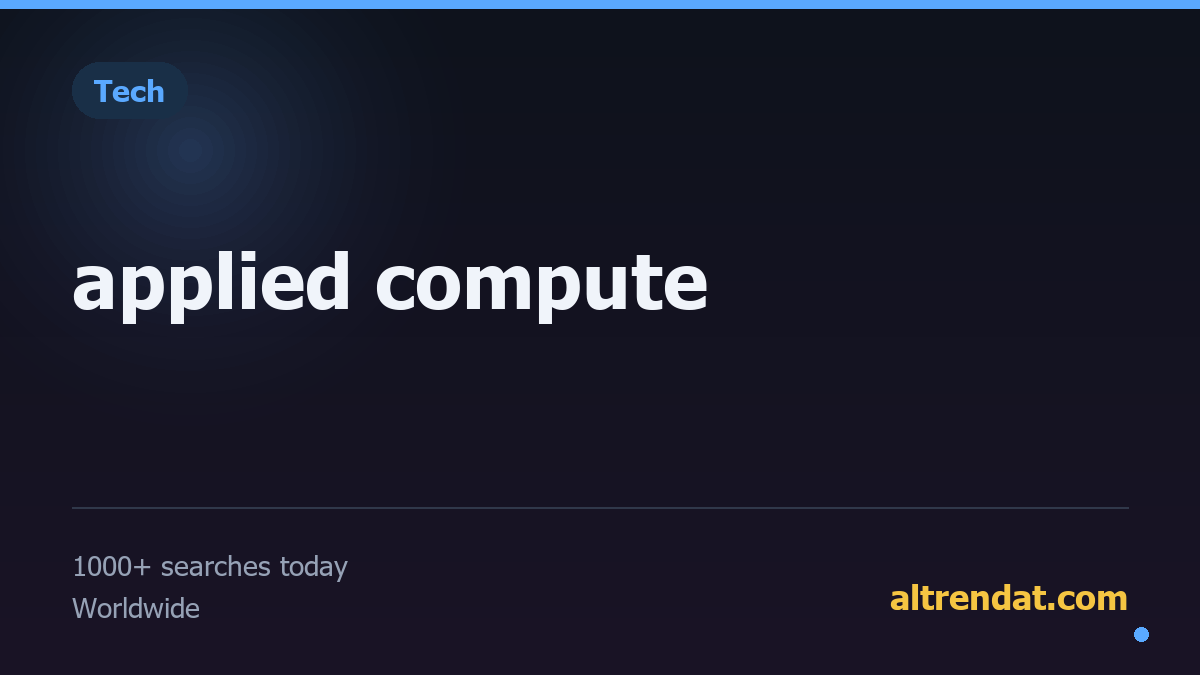 Tech
applied compute
1000+ searches today
Worldwide
altrendat.com